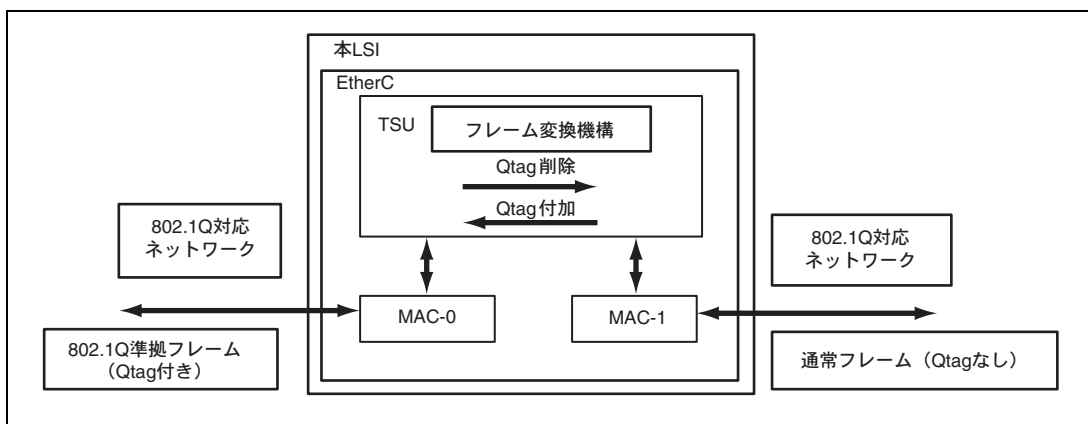 本LSI
EtherC
TSU
フレーム変換機構
Qtag削除
Qtag付加
802.1Q対応
ネットワーク
802.1Q対応
ネットワーク
MAC-0
MAC-1
802.1Q準拠フレーム
（Qtag付き）
通常フレーム（Qtagなし）